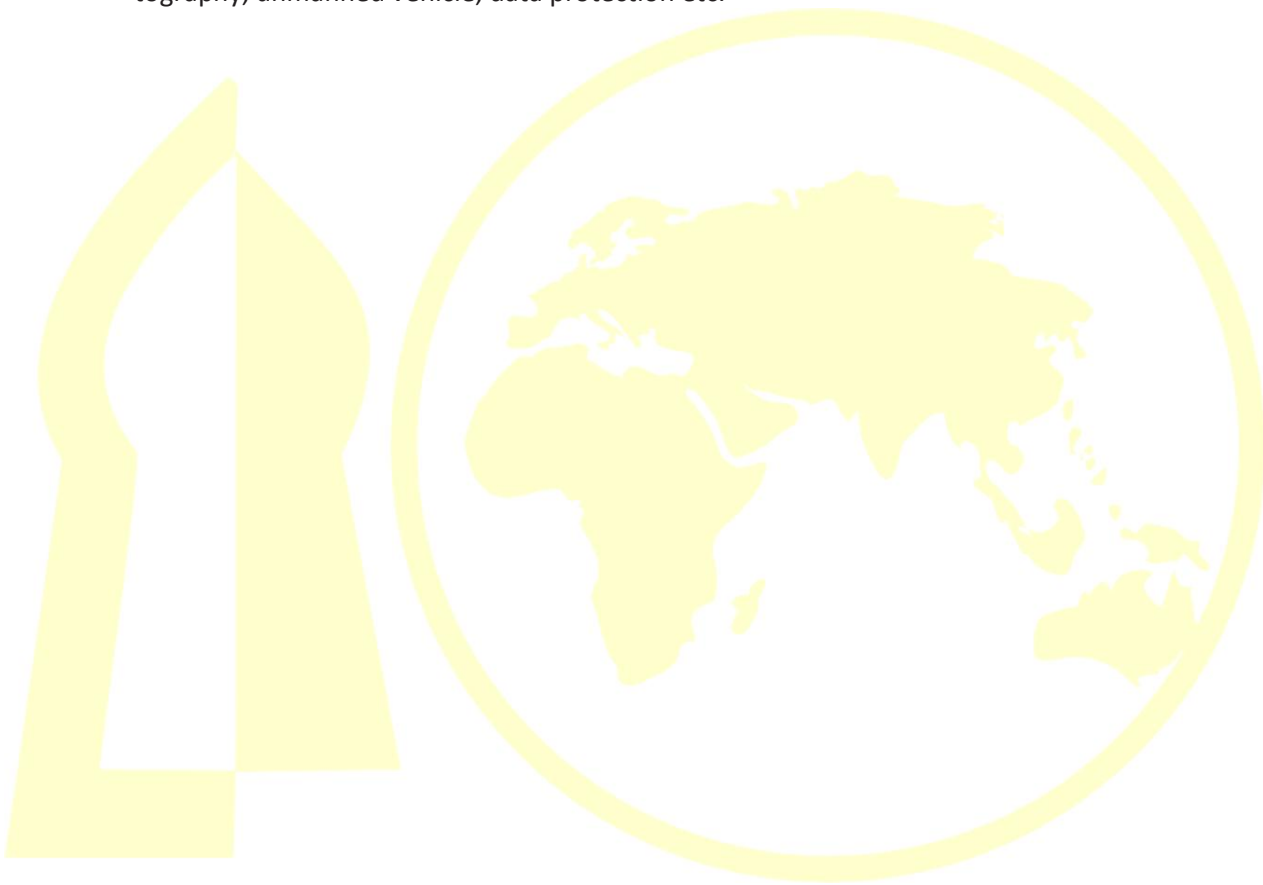 tography, unmanned vehicle, data protection etc.